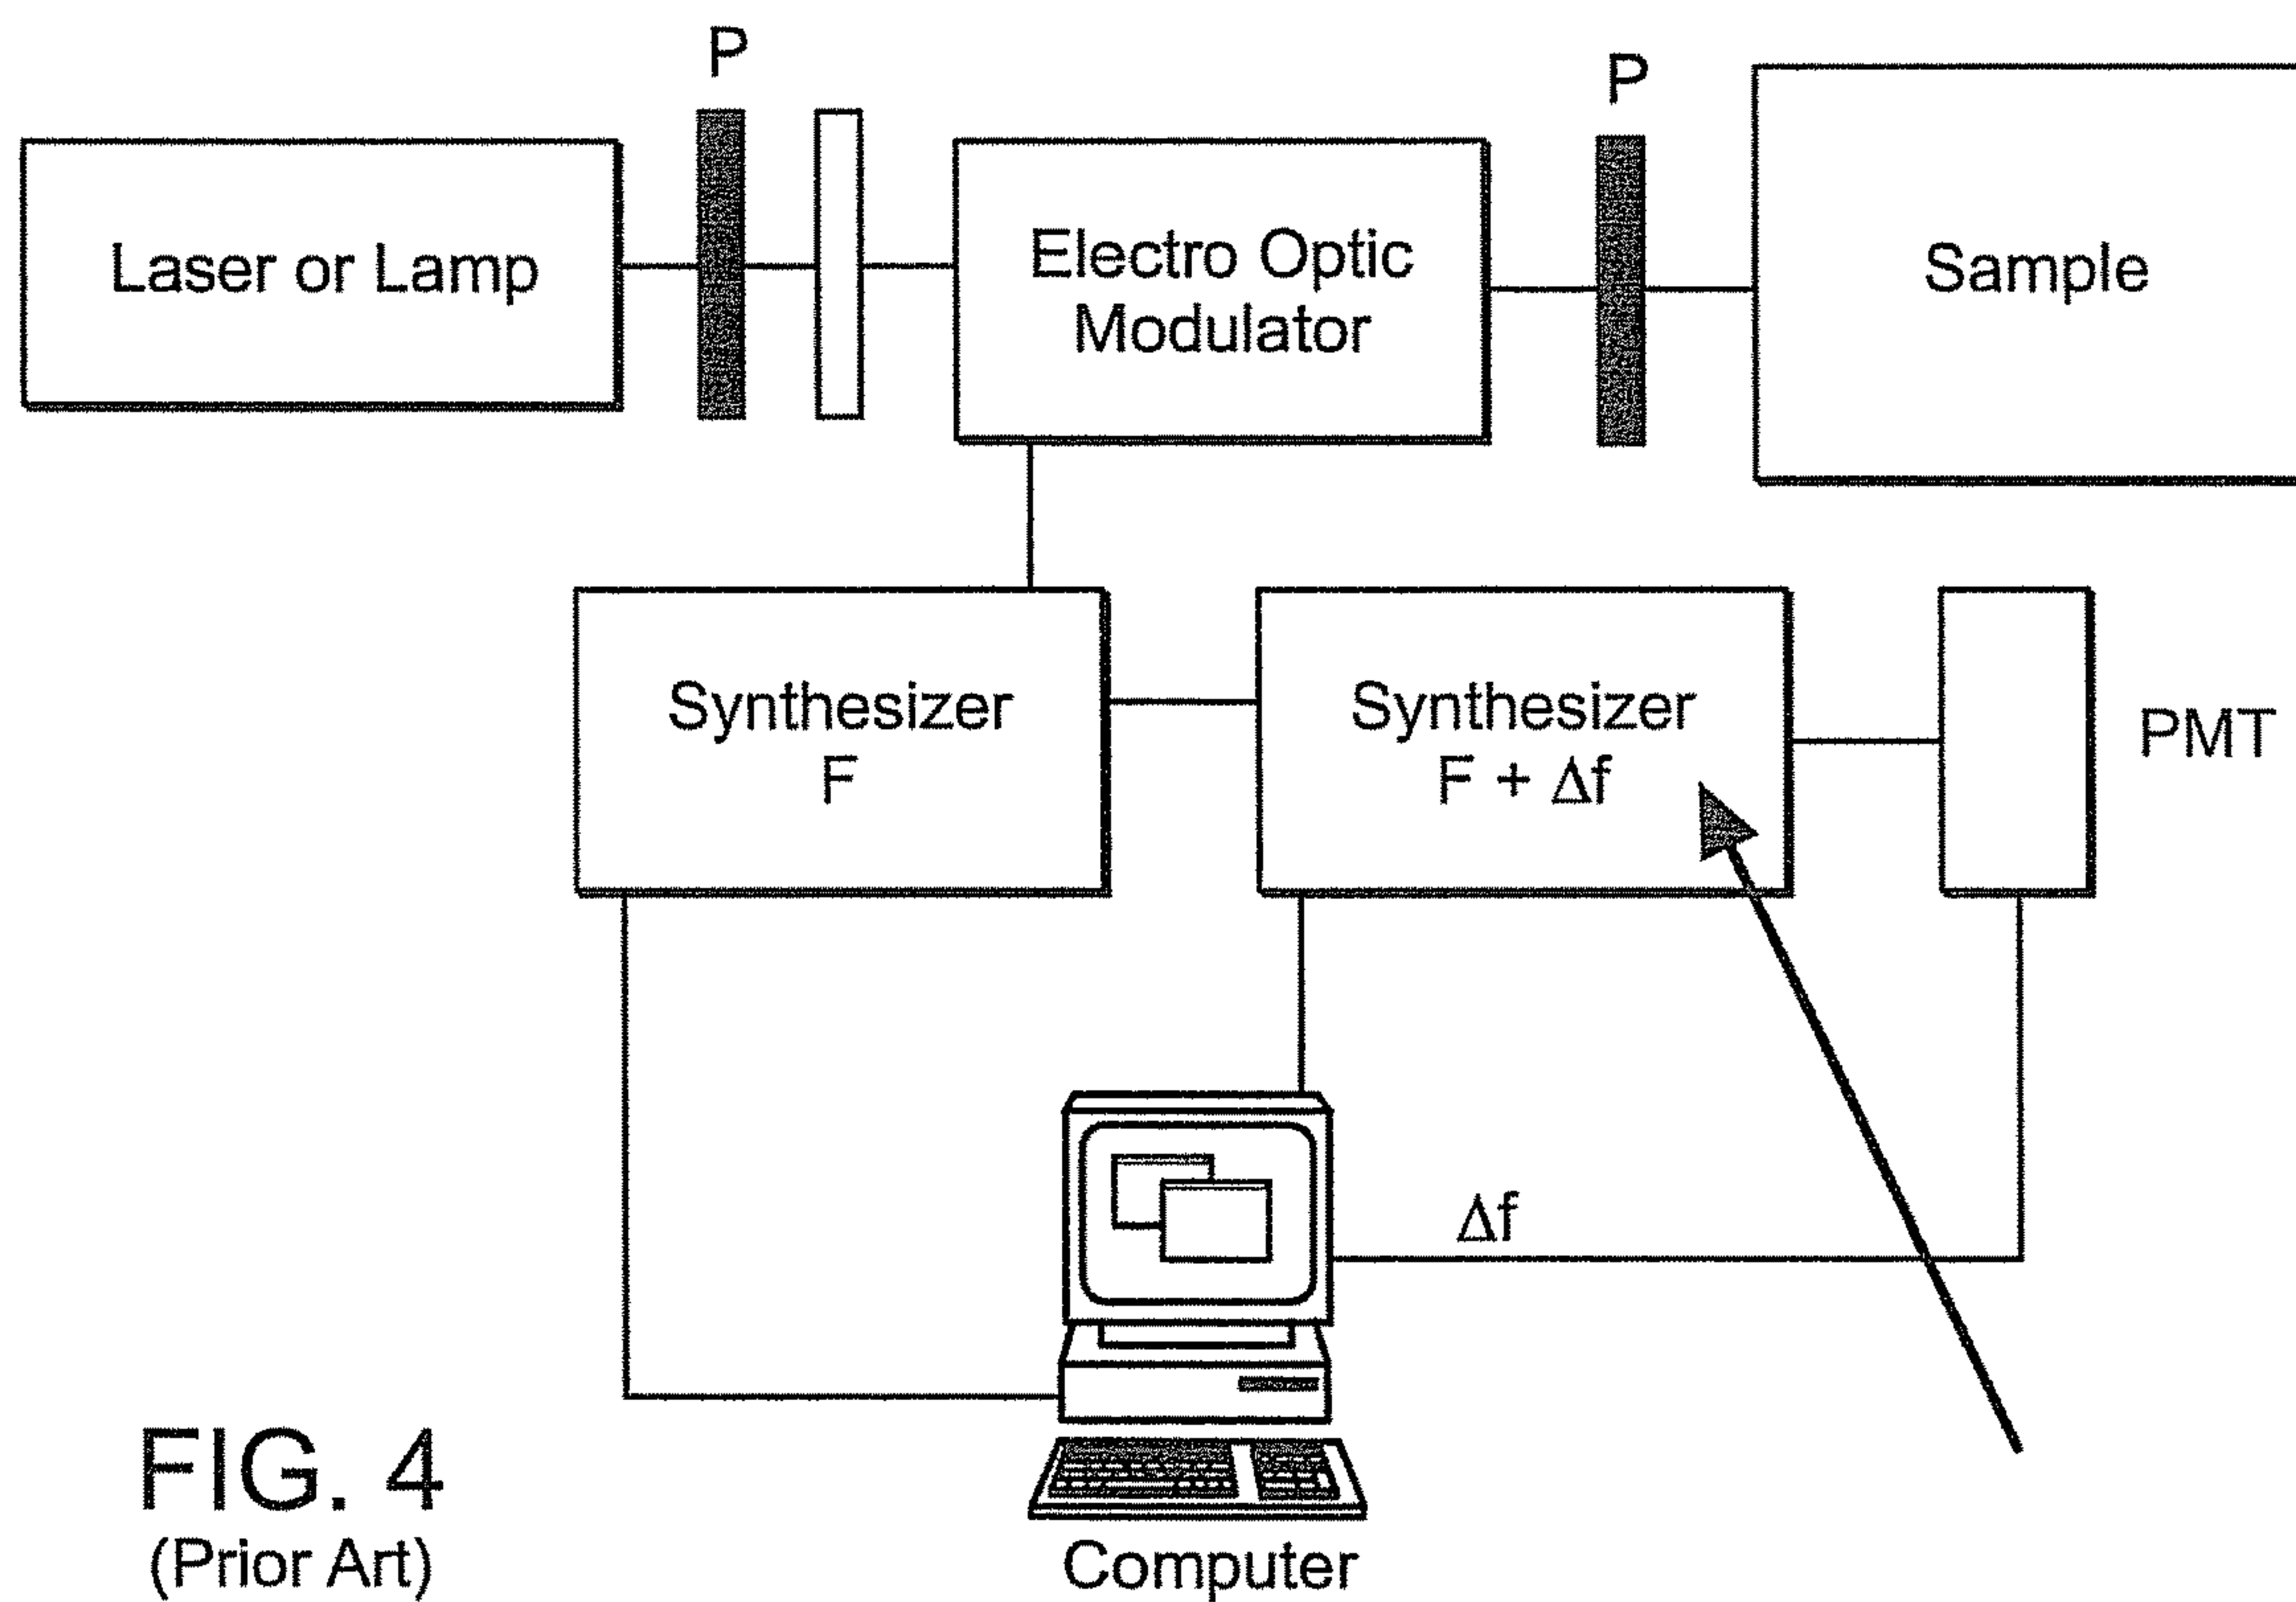 P
P
Laser or Lamp
Electro Optic
Modulator
Sample
Synthesizer
F
Synthesizer
F + Δf
PMT
Δf
FIG. 4
(Prior Art)
Computer